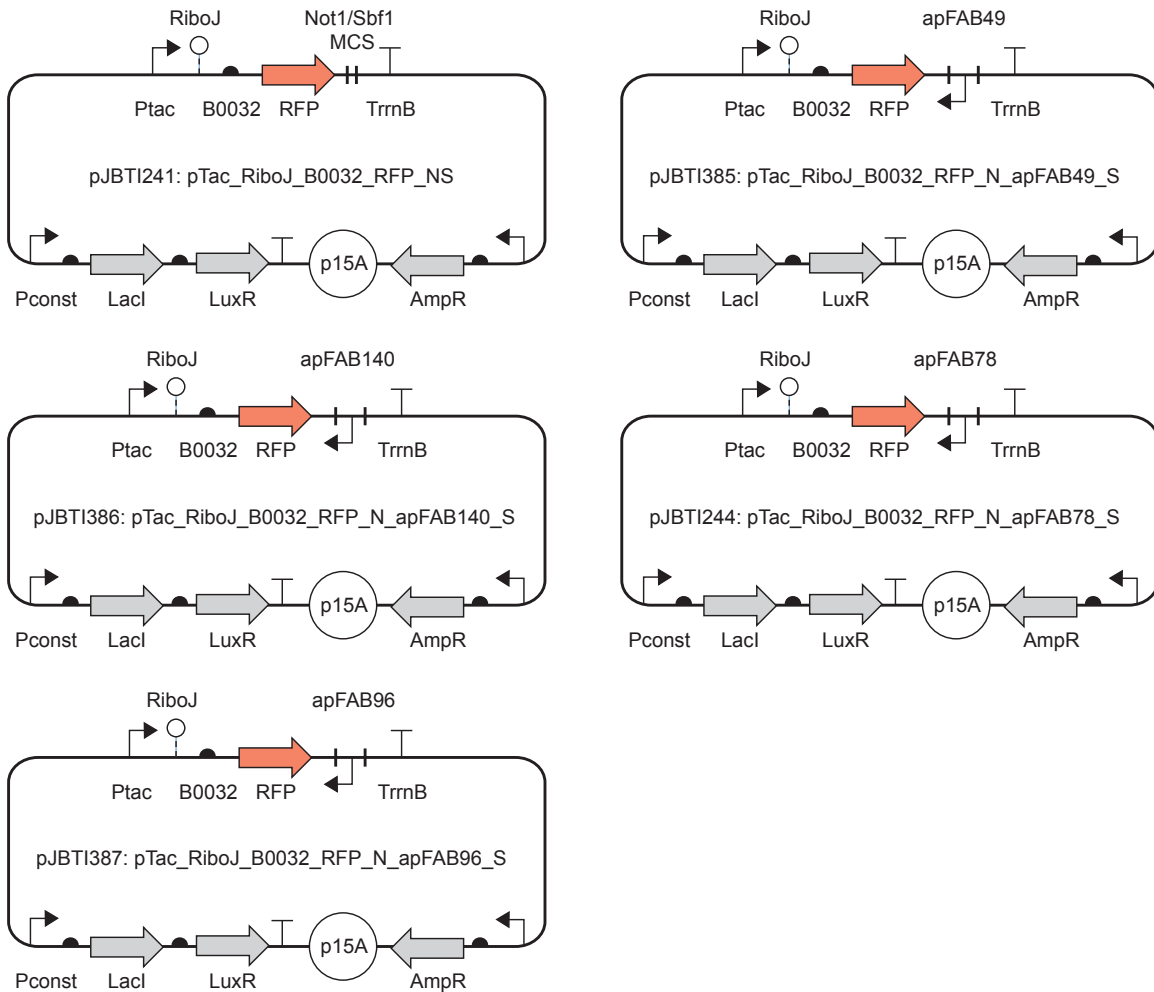 RiboJ
Not1/Sbf1
MCS
Ptac B0032 RFP TrrnB
pJBTI241: pTac_RiboJ_B0032_RFP_NS
p15A
Pconst LacI LuxR AmpR
RiboJ apFAB49
Ptac B0032 RFP TrrnB
pJBTI385: pTac_RiboJ_B0032_RFP_N_apFAB49_S
p15A
Pconst LacI LuxR AmpR
RiboJ apFAB140
Ptac B0032 RFP TrrnB
pJBTI386: pTac_RiboJ_B0032_RFP_N_apFAB140_S
p15A
Pconst LacI LuxR AmpR
RiboJ apFAB78
Ptac B0032 RFP TrrnB
pJBTI244: pTac_RiboJ_B0032_RFP_N_apFAB78_S
p15A
Pconst LacI LuxR AmpR
RiboJ apFAB96
Ptac B0032 RFP TrrnB
pJBTI387: pTac_RiboJ_B0032_RFP_N_apFAB96_S
p15A
Pconst LacI LuxR AmpR